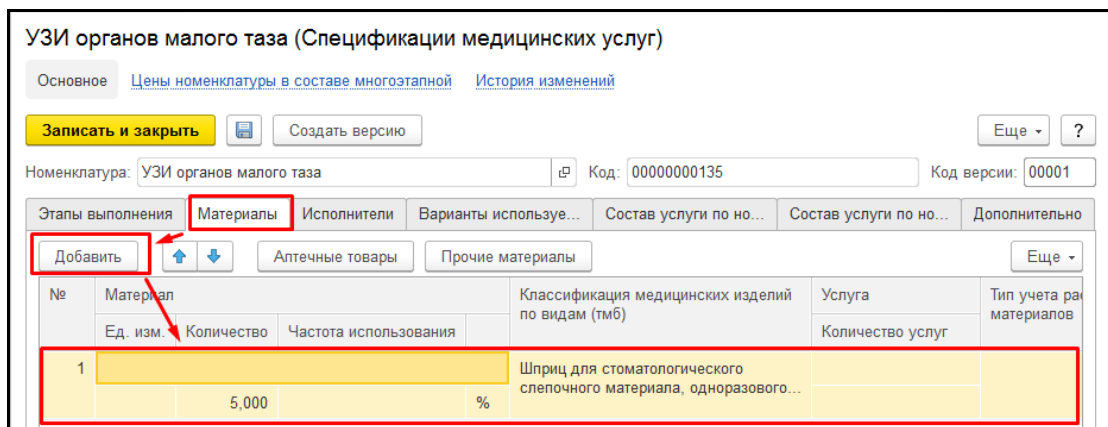 УЗИ органов малого таза (Спецификации медицинских услуг)
Основное Цены номенклатуры в составе многоэтапной История изменений
Записать и закрыть Создать версию Еще ?
Номенклатура: УЗИ органов малого таза Код: 00000000135 Код версии: 00001
Этапы выполнения Материалы Исполнители Варианты используе... Состав услуги по но... Состав услуги по но... Дополнительно
Добавить Аптечные товары Прочие материалы Еще
№ Материал Классификация медицинских изделий Услуга Тип учета рас
по видам (тмб) материалов
Ед. изм. Количество Частота использования Количество услуг
1 Шприц для стоматологического
слепочного материала, одноразового...
5,000 %